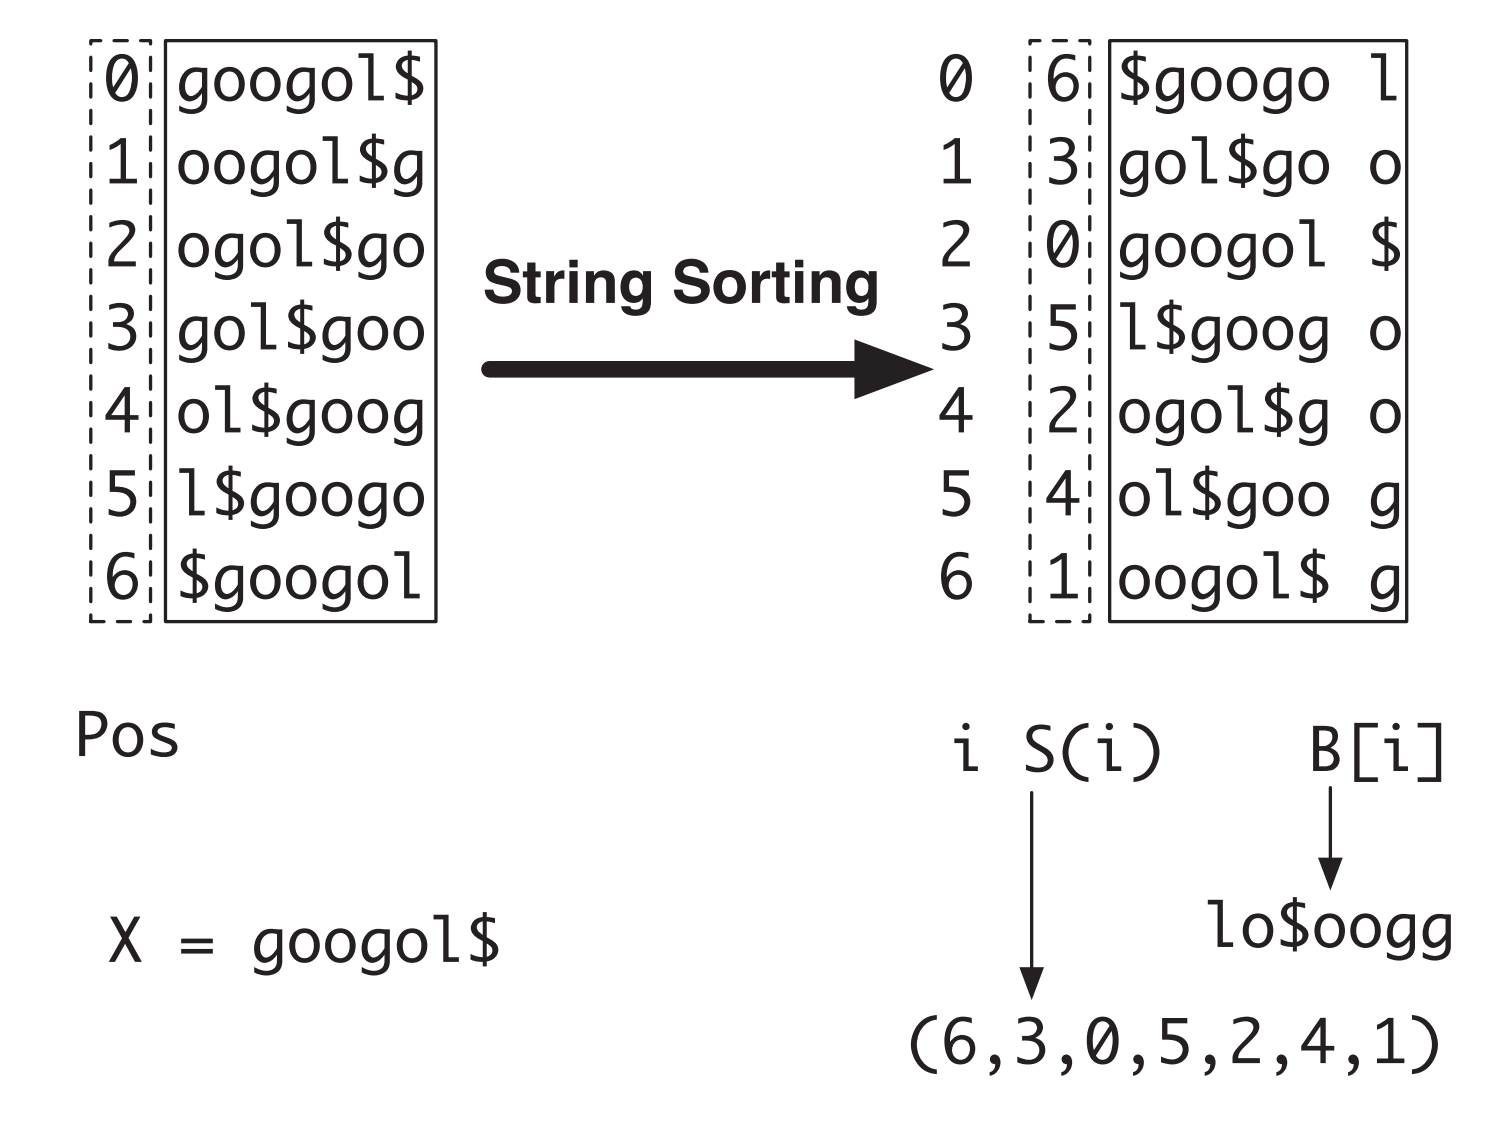 0 googol$
1 oogol$g
2 ogol$go
3 gol$goo
4 ol$goog
5 l$googo
6 $googol
String Sorting
0 6 $googo l
1 3 gol$go o
2 0 googol $
3 5 l$goog o
4 2 ogol$g o
5 4 ol$goo g
6 1 oogol$ g
Pos
i S(i) B[i]
X = googol$
lo$oogg
(6,3,0,5,2,4,1)